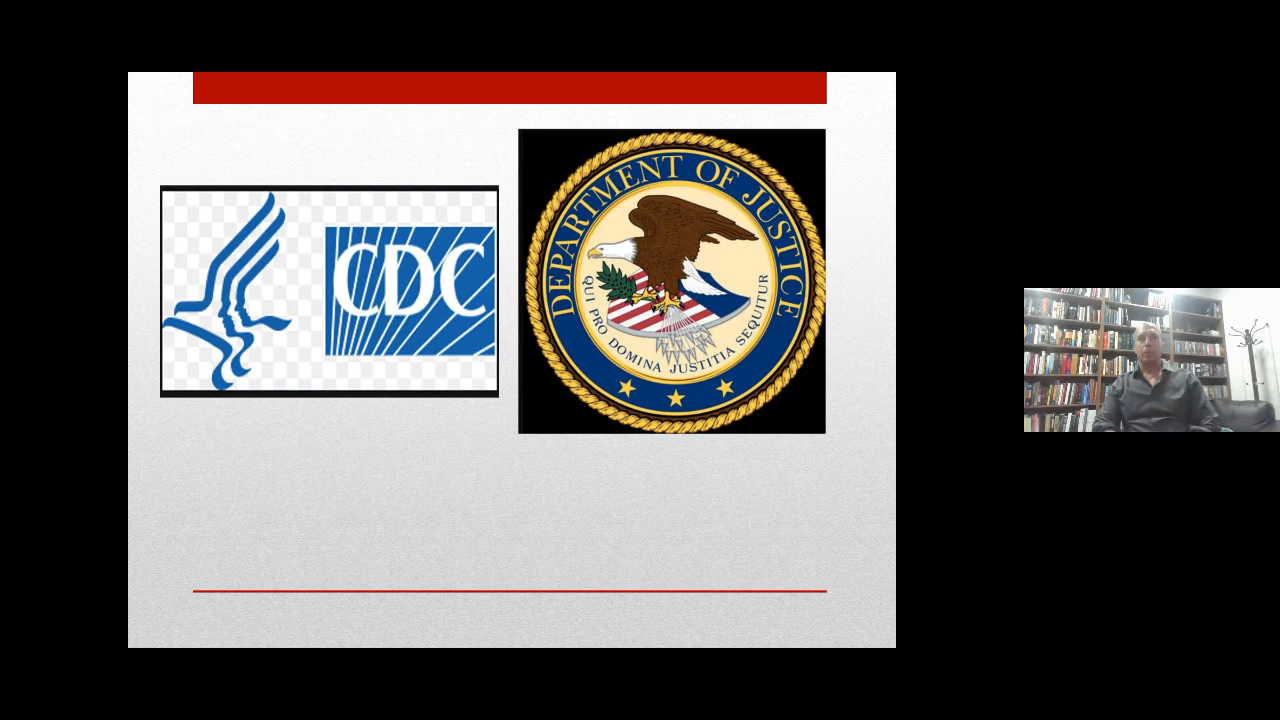 CDC
DEPARTMENT OF JUSTICE
QUI PRO DOMINA JUSTITIA SEQUITUR